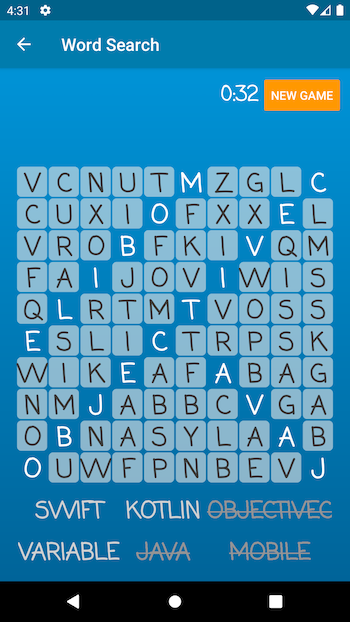 4:31
Word Search
0:32 NEW GAME
V C N U T M Z G L C
C U X I O F X X E L
V R O B F K I V Q M
F A I J O V I W I S
Q L R T M T V O S S
E S L I C T R P S K
W I K E A F A B A G
N M J A B B C V G A
O B N A S Y L A A B
O U W F P N B E V J
SWIFT KOTLIN OBJECTIVEC
VARIABLE JAVA MOBILE